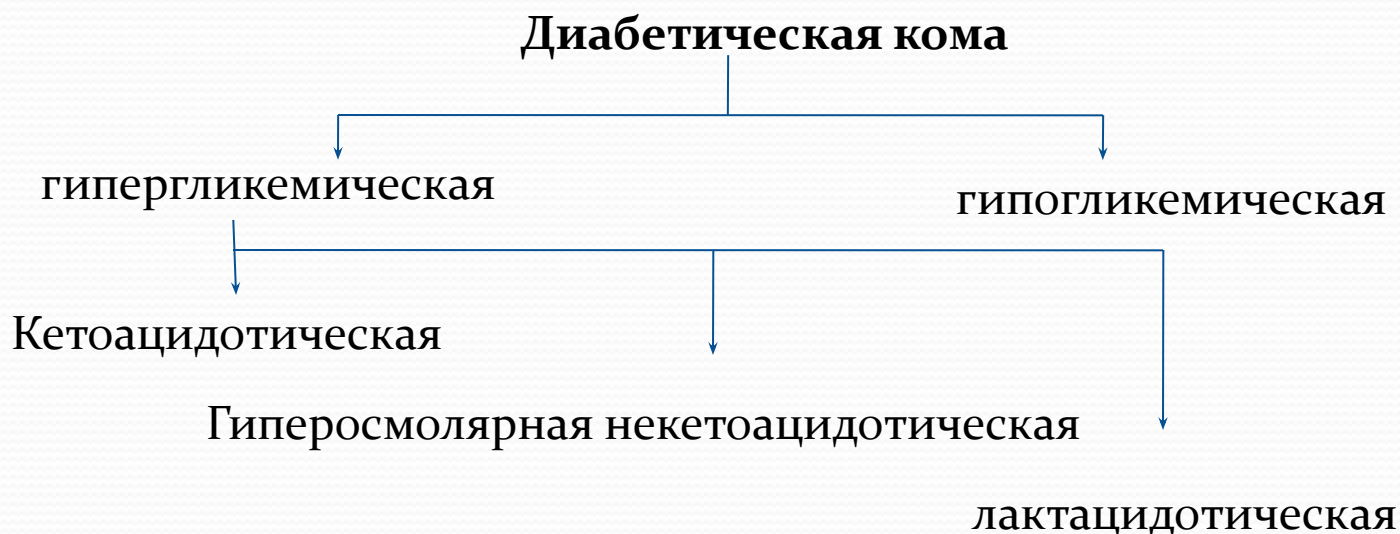 Диабетическая кома
гипергликемическая
гипогликемическая
Кетоацидотическая
Гиперосмолярная некетоацидотическая
лактацидотическая